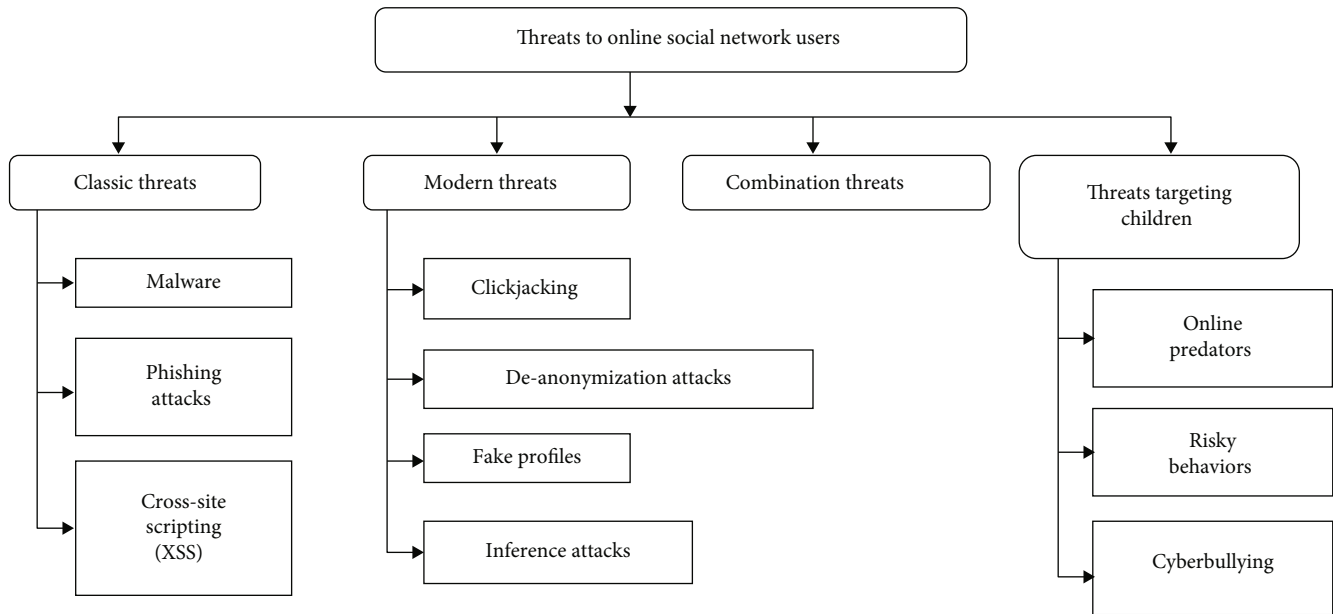 Threats to online social network users
Classic threats
Modern threats
Combination threats
Threats targeting
children
Malware
Phishing
attacks
Cross-site
scripting
(XSS)
Clickjacking
De-anonymization attacks
Fake profiles
Inference attacks
Online
predators
Risky
behaviors
Cyberbullying